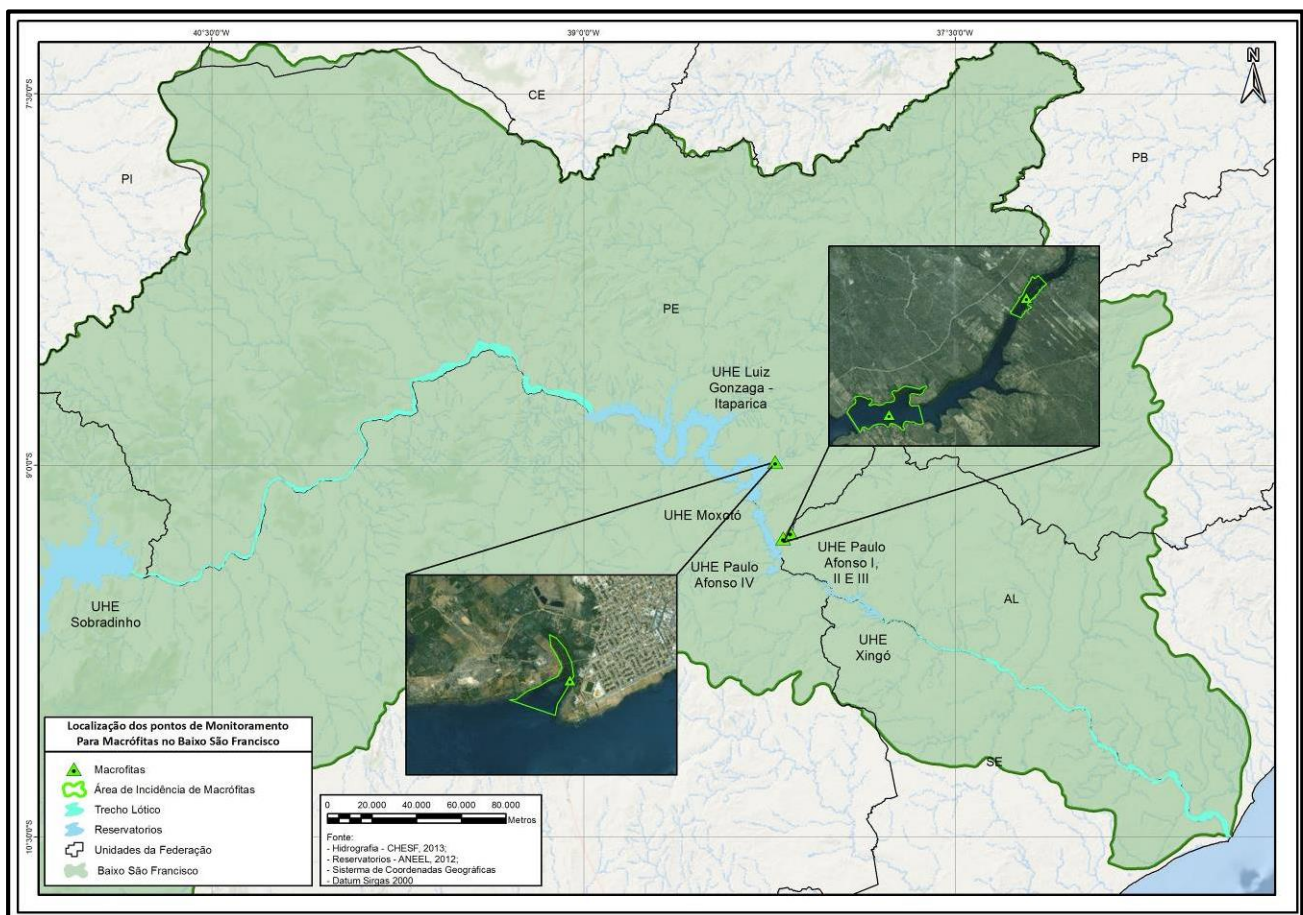 40°30'0"W
39°0'0"W
37°30'0"W
N
7°30'0"S
CE
PI
PB
PE
UHE Luiz
Gonzaga -
Itaparica
9°0'0"S
UHE Moxotó
UHE Paulo
Afonso IV
UHE Paulo
Afonso I,
II E III
UHE
Sobradinho
AL
UHE
Xingó
SE
10°30'0"S
Localização dos pontos de Monitoramento
Para Macrófitas no Baixo São Francisco
Macrofitas
Área de Incidência de Macrófitas
Trecho Lótico
Reservatorios
Unidades da Federação
Baixo São Francisco
0 20.000 40.000 60.000 80.000
Metros
Fonte:
- Hidrografia - CHESF, 2013;
- Reservatorios - ANEEL, 2012;
- Sisterma de Coordenadas Geográficas
- Datum Sirgas 2000